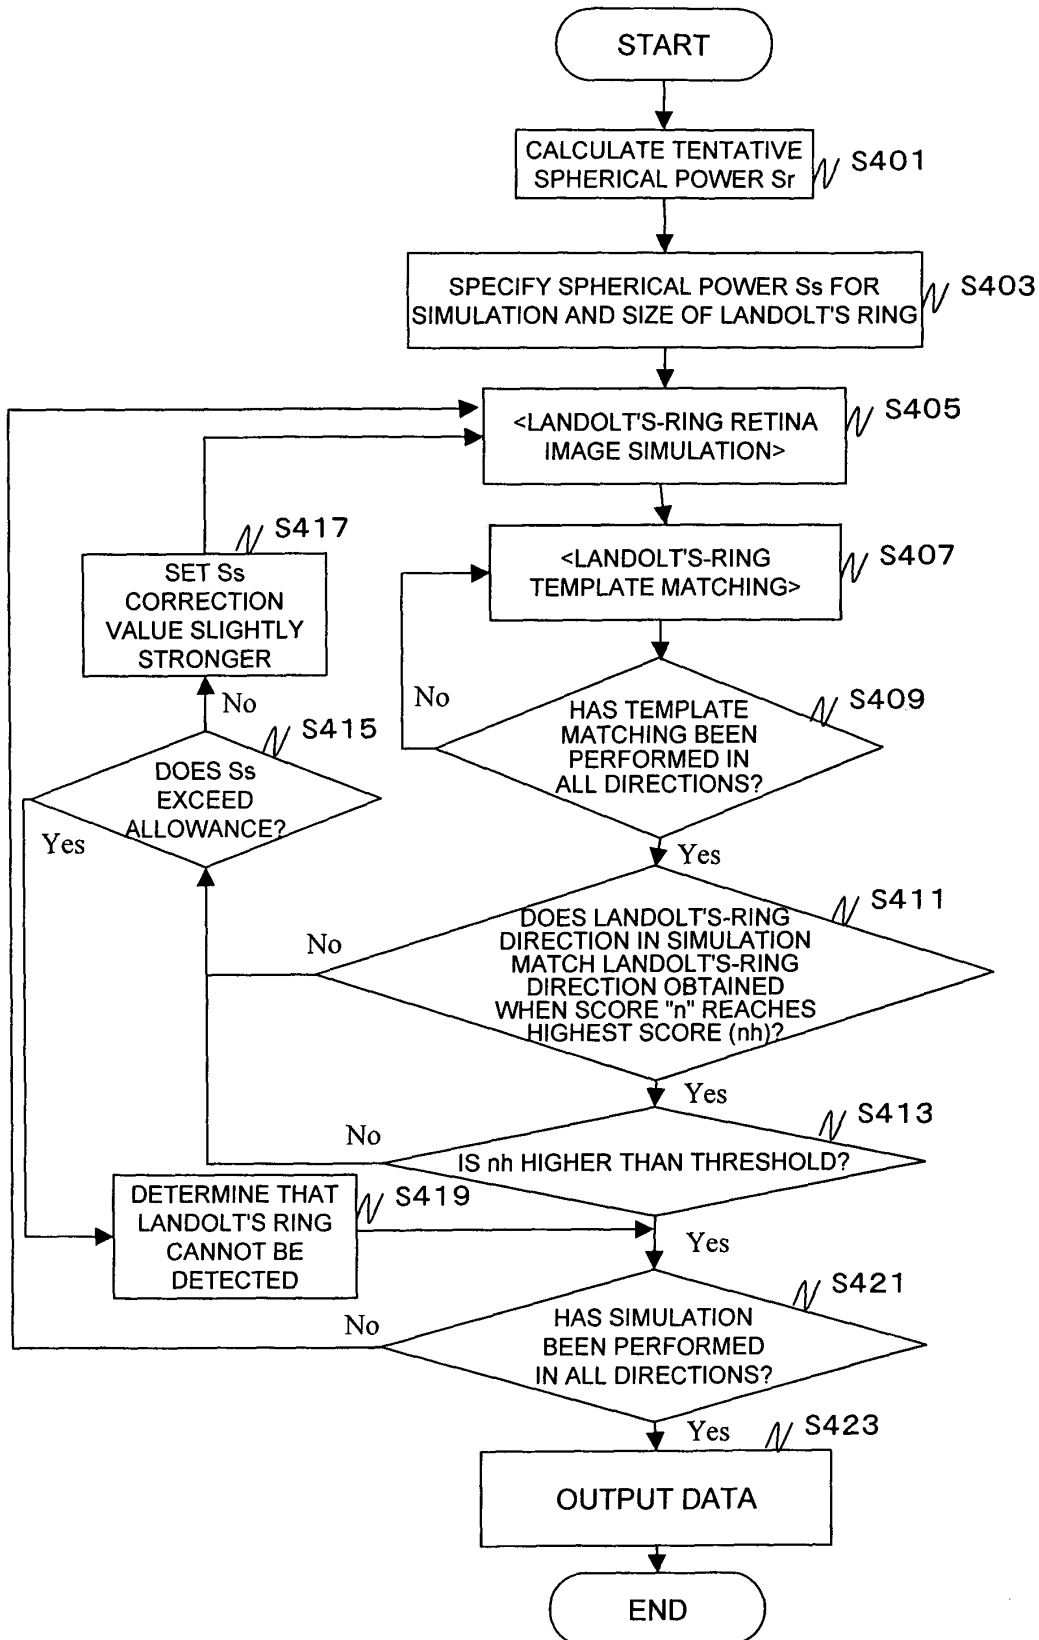 START
CALCULATE TENTATIVE
SPHERICAL POWER Sr
S401
SPECIFY SPHERICAL POWER Ss FOR
SIMULATION AND SIZE OF LANDOLT'S RING
S403
<LANDOLT'S-RING RETINA
IMAGE SIMULATION>
S405
S417
SET Ss
CORRECTION
VALUE SLIGHTLY
STRONGER
<LANDOLT'S-RING
TEMPLATE MATCHING>
S407
No
No
HAS TEMPLATE
MATCHING BEEN
PERFORMED IN
ALL DIRECTIONS?
S409
S415
DOES Ss
EXCEED
ALLOWANCE?
Yes
Yes
No
DOES LANDOLT'S-RING
DIRECTION IN SIMULATION
MATCH LANDOLT'S-RING
DIRECTION OBTAINED
WHEN SCORE "n" REACHES
HIGHEST SCORE (nh)?
S411
Yes
No
IS nh HIGHER THAN THRESHOLD?
S413
DETERMINE THAT
LANDOLT'S RING
CANNOT BE
DETECTED
S419
Yes
No
HAS SIMULATION
BEEN PERFORMED
IN ALL DIRECTIONS?
S421
Yes
S423
OUTPUT DATA
END